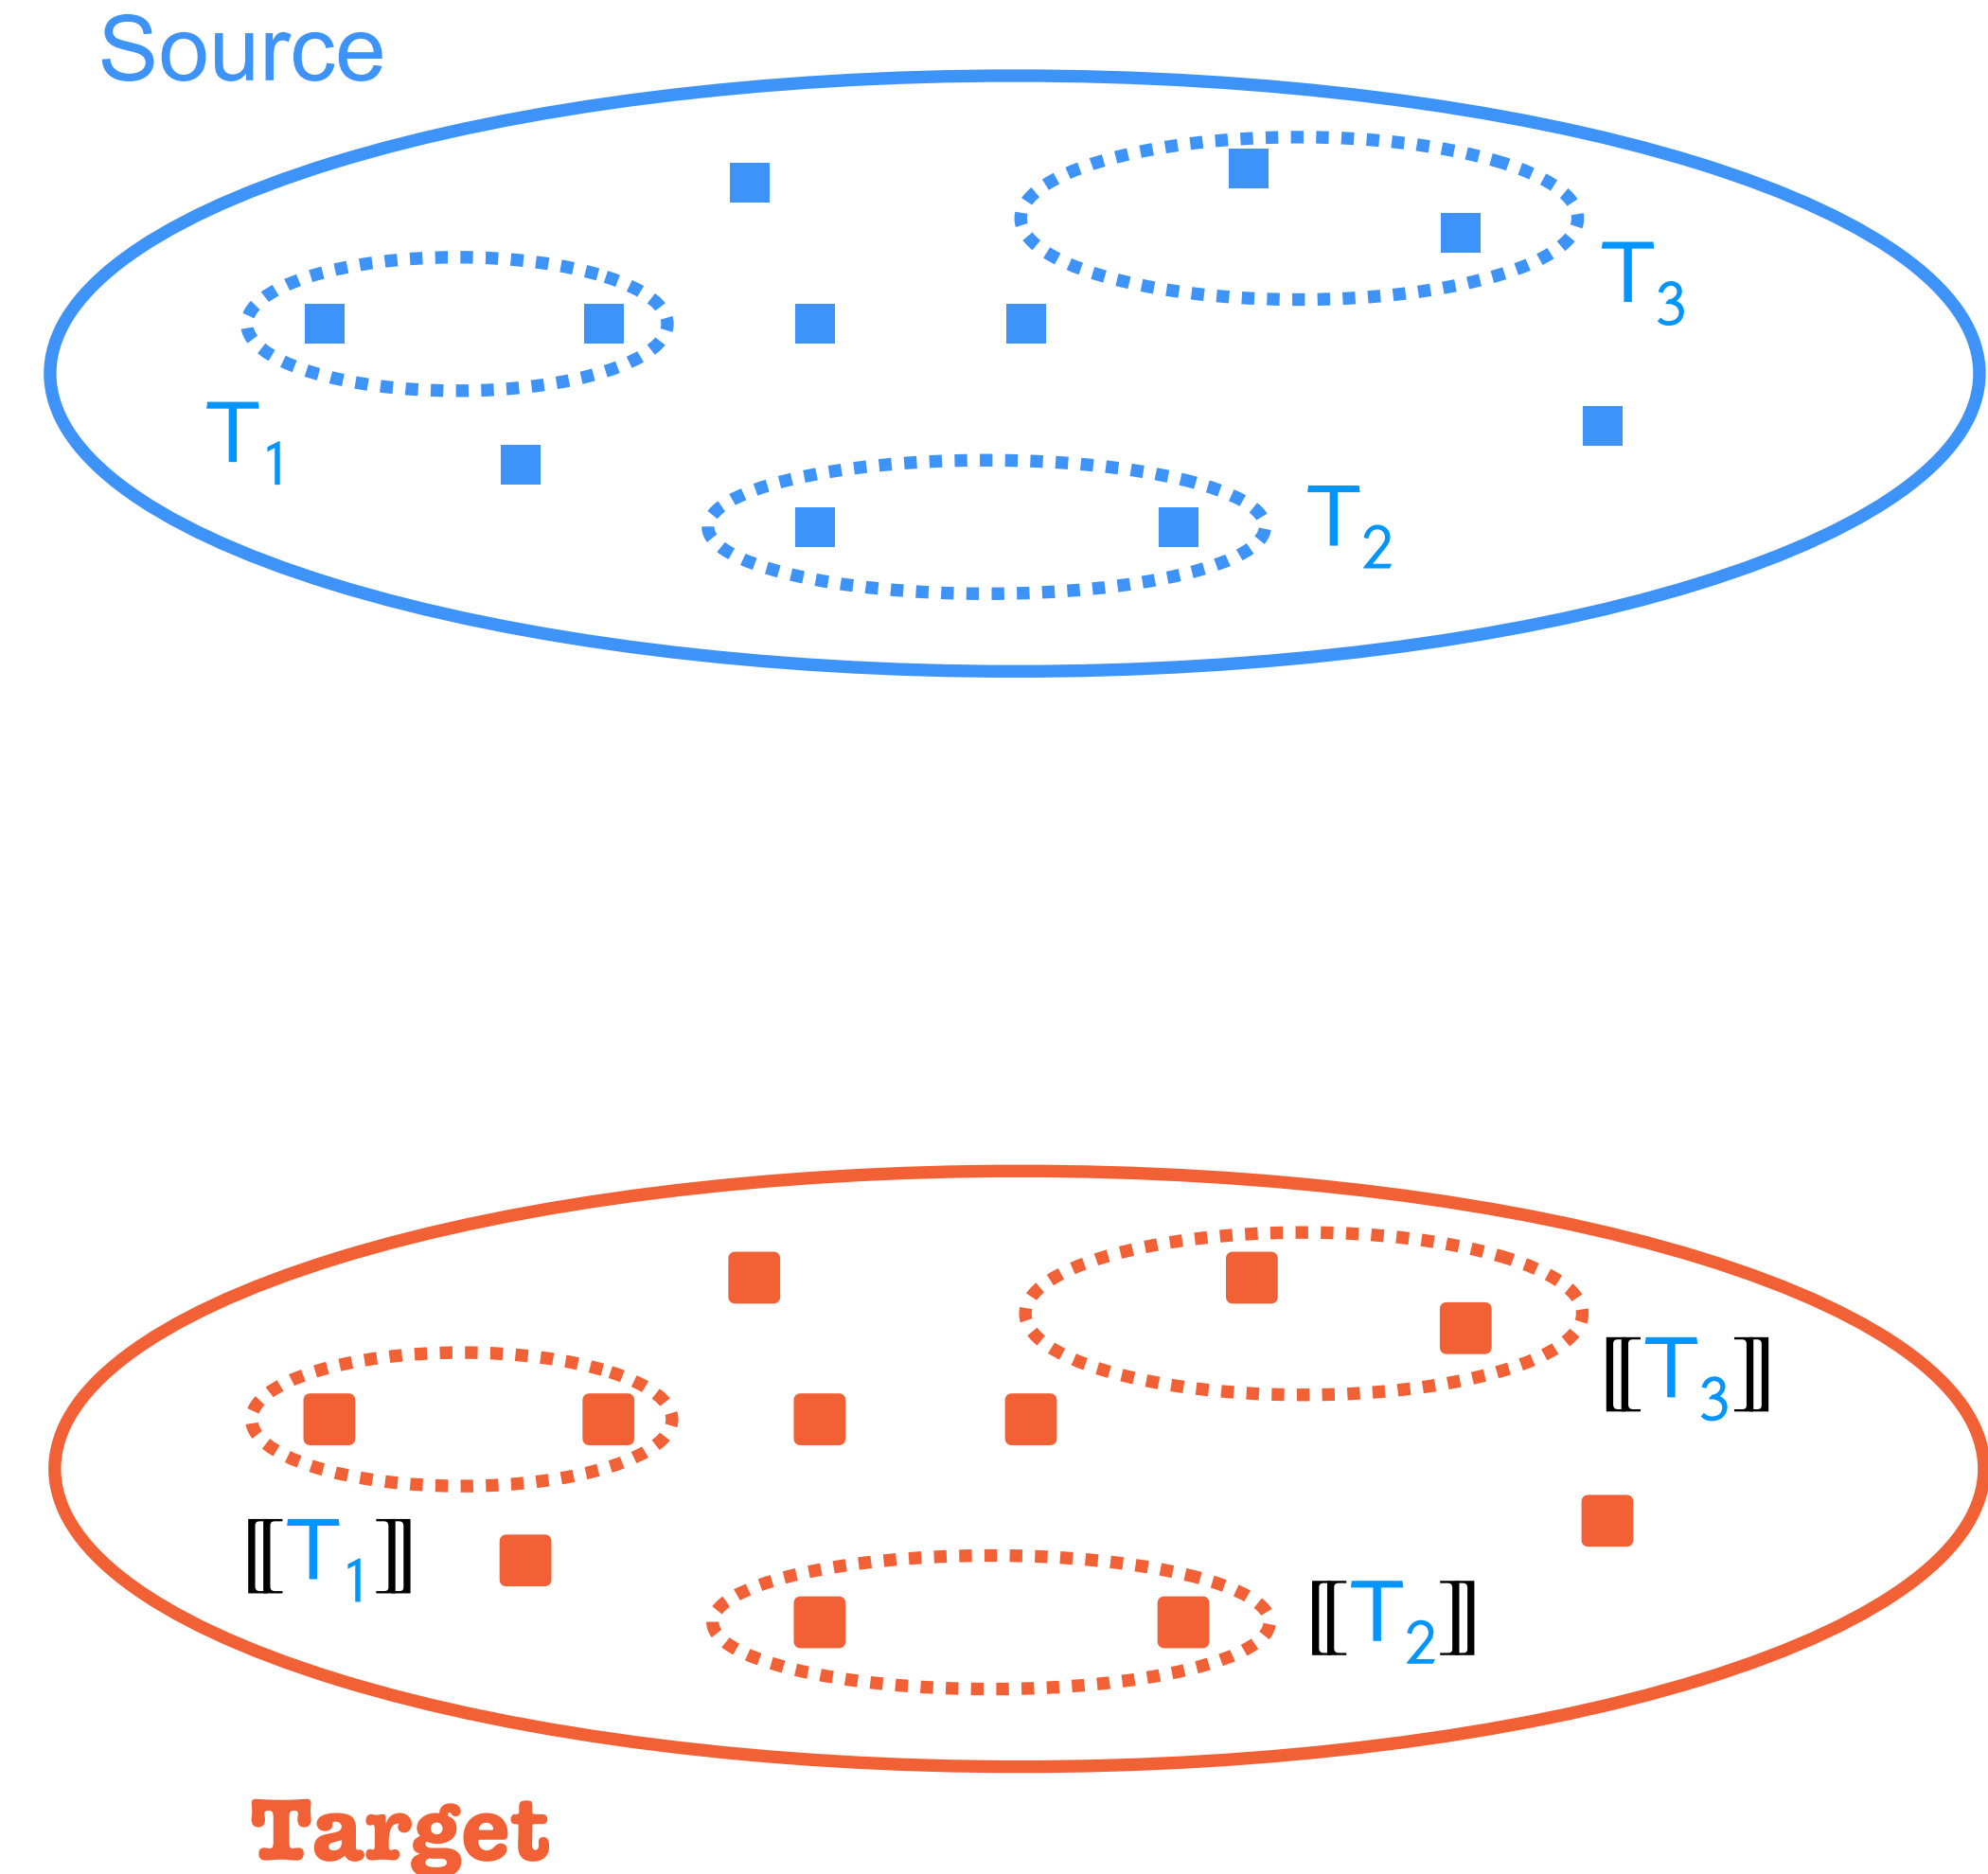 Source
T₃
T₁
T₂
⟦T₃⟧
⟦T₁⟧
⟦T₂⟧
Target